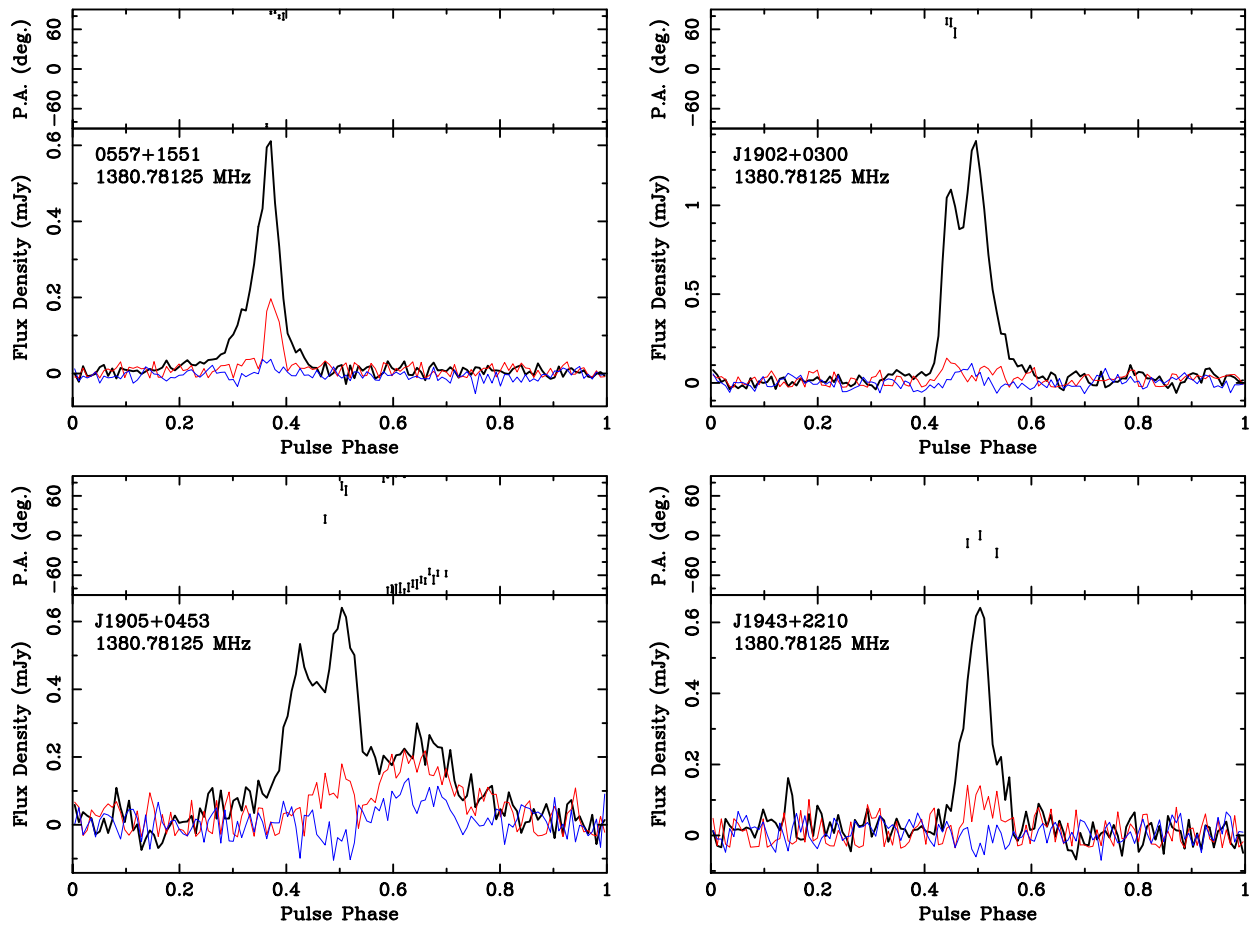 P.A. (deg.)
60
0
−60
0557+1551
1380.78125 MHz
Flux Density (mJy)
0.6
0.4
0.2
0
0
0.2
0.4
0.6
0.8
1
Pulse Phase
P.A. (deg.)
60
0
−60
J1902+0300
1380.78125 MHz
Flux Density (mJy)
1
0.5
0
0
0.2
0.4
0.6
0.8
1
Pulse Phase
P.A. (deg.)
60
0
−60
J1905+0453
1380.78125 MHz
Flux Density (mJy)
0.6
0.4
0.2
0
0
0.2
0.4
0.6
0.8
1
Pulse Phase
P.A. (deg.)
60
0
−60
J1943+2210
1380.78125 MHz
Flux Density (mJy)
0.6
0.4
0.2
0
0
0.2
0.4
0.6
0.8
1
Pulse Phase